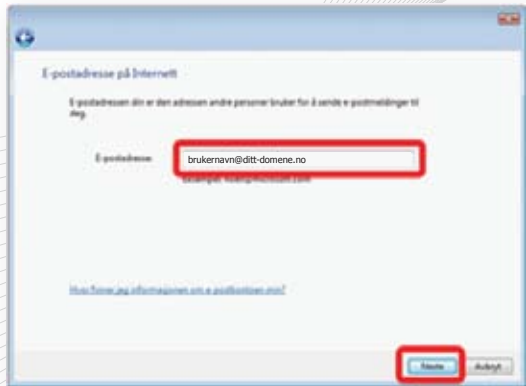 E-postadresse på Internett
E-postadressen din er den adressen andre personer bruker for å sende e-postmeldinger til
deg.
E-postadresse:
brukernavn@ditt-domene.no
Hvor finner jeg informasjonen om e-postkontoen min?
Neste
Avbryt